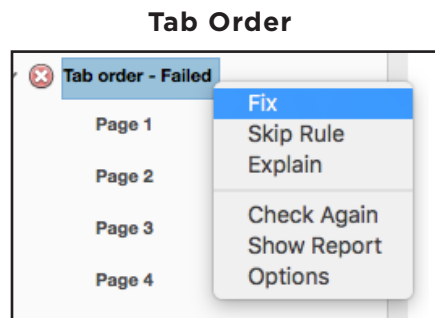 Tab Order
Tab order - Failed
Fix
Page 1
Skip Rule
Explain
Page 2
Check Again
Page 3
Show Report
Page 4
Options